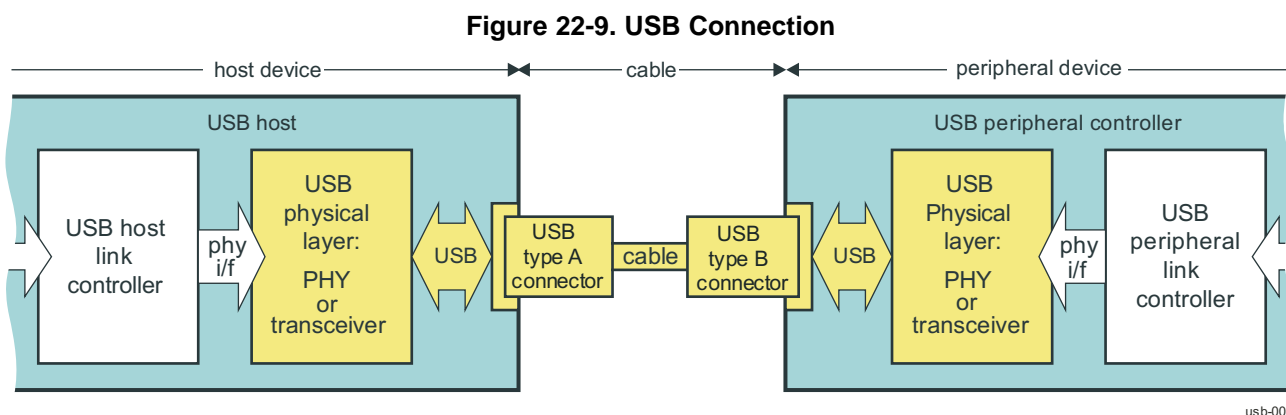 Figure 22-9. USB Connection
host device
cable
peripheral device
USB host
USB peripheral controller
USB host
link
controller
phy
i/f
USB
physical
layer:
PHY
or
transceiver
USB
USB
type A
connector
cable
USB
type B
connector
USB
USB
Physical
layer:
PHY
or
transceiver
phy
i/f
USB
peripheral
link
controller
usb-00